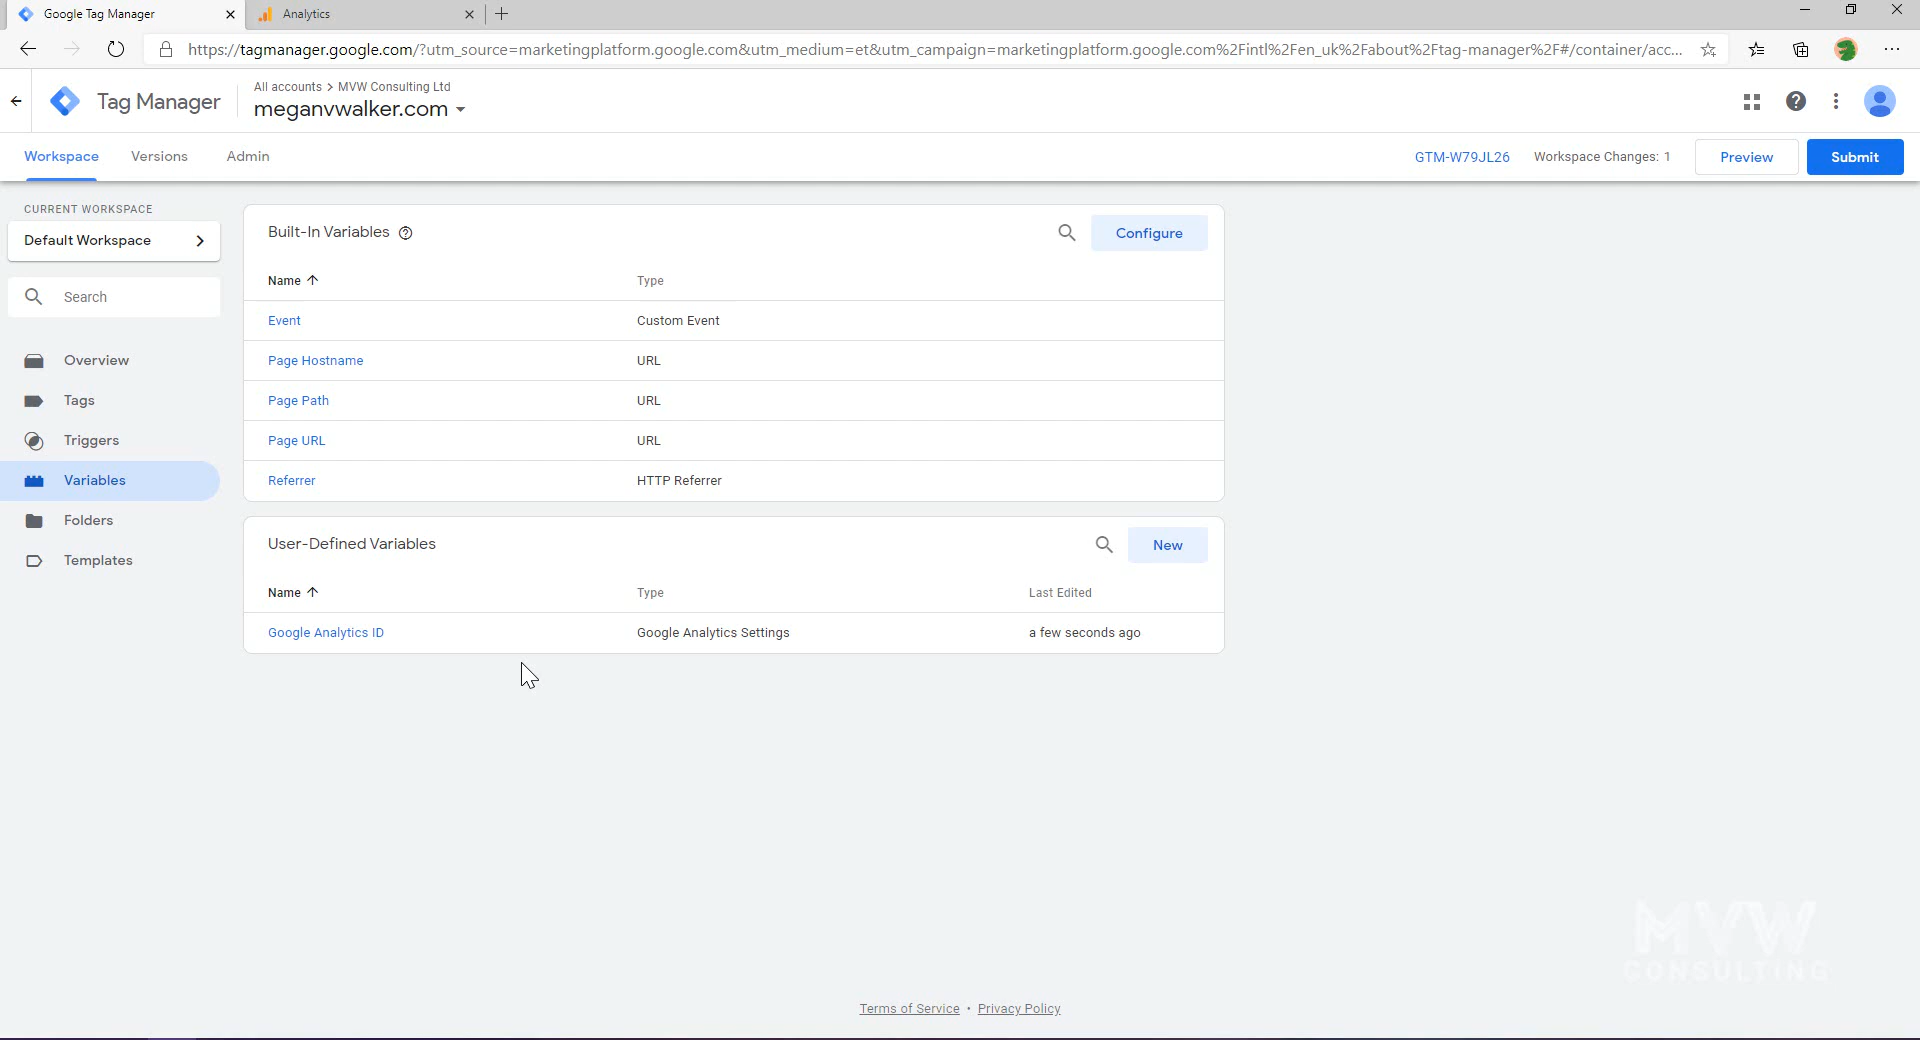 Google Tag Manager
Analytics
https://tagmanager.google.com/?utm_source=marketingplatform.google.com&utm_medium=et&utm_campaign=marketingplatform.google.com%2Fintl%2Fen_uk%2Fabout%2Ftag-manager%2F#/container/acc...
Tag Manager
All accounts > MVW Consulting Ltd
meganvwalker.com
Workspace Versions Admin
GTM-W79JL26 Workspace Changes: 1 Preview Submit
CURRENT WORKSPACE
Default Workspace
Search
Overview
Tags
Triggers
Variables
Folders
Templates
Built-In Variables
Configure
Name Type
Event Custom Event
Page Hostname URL
Page Path URL
Page URL URL
Referrer HTTP Referrer
User-Defined Variables
New
Name Type Last Edited
Google Analytics ID Google Analytics Settings a few seconds ago
MVW
CONSULTING
Terms of Service • Privacy Policy